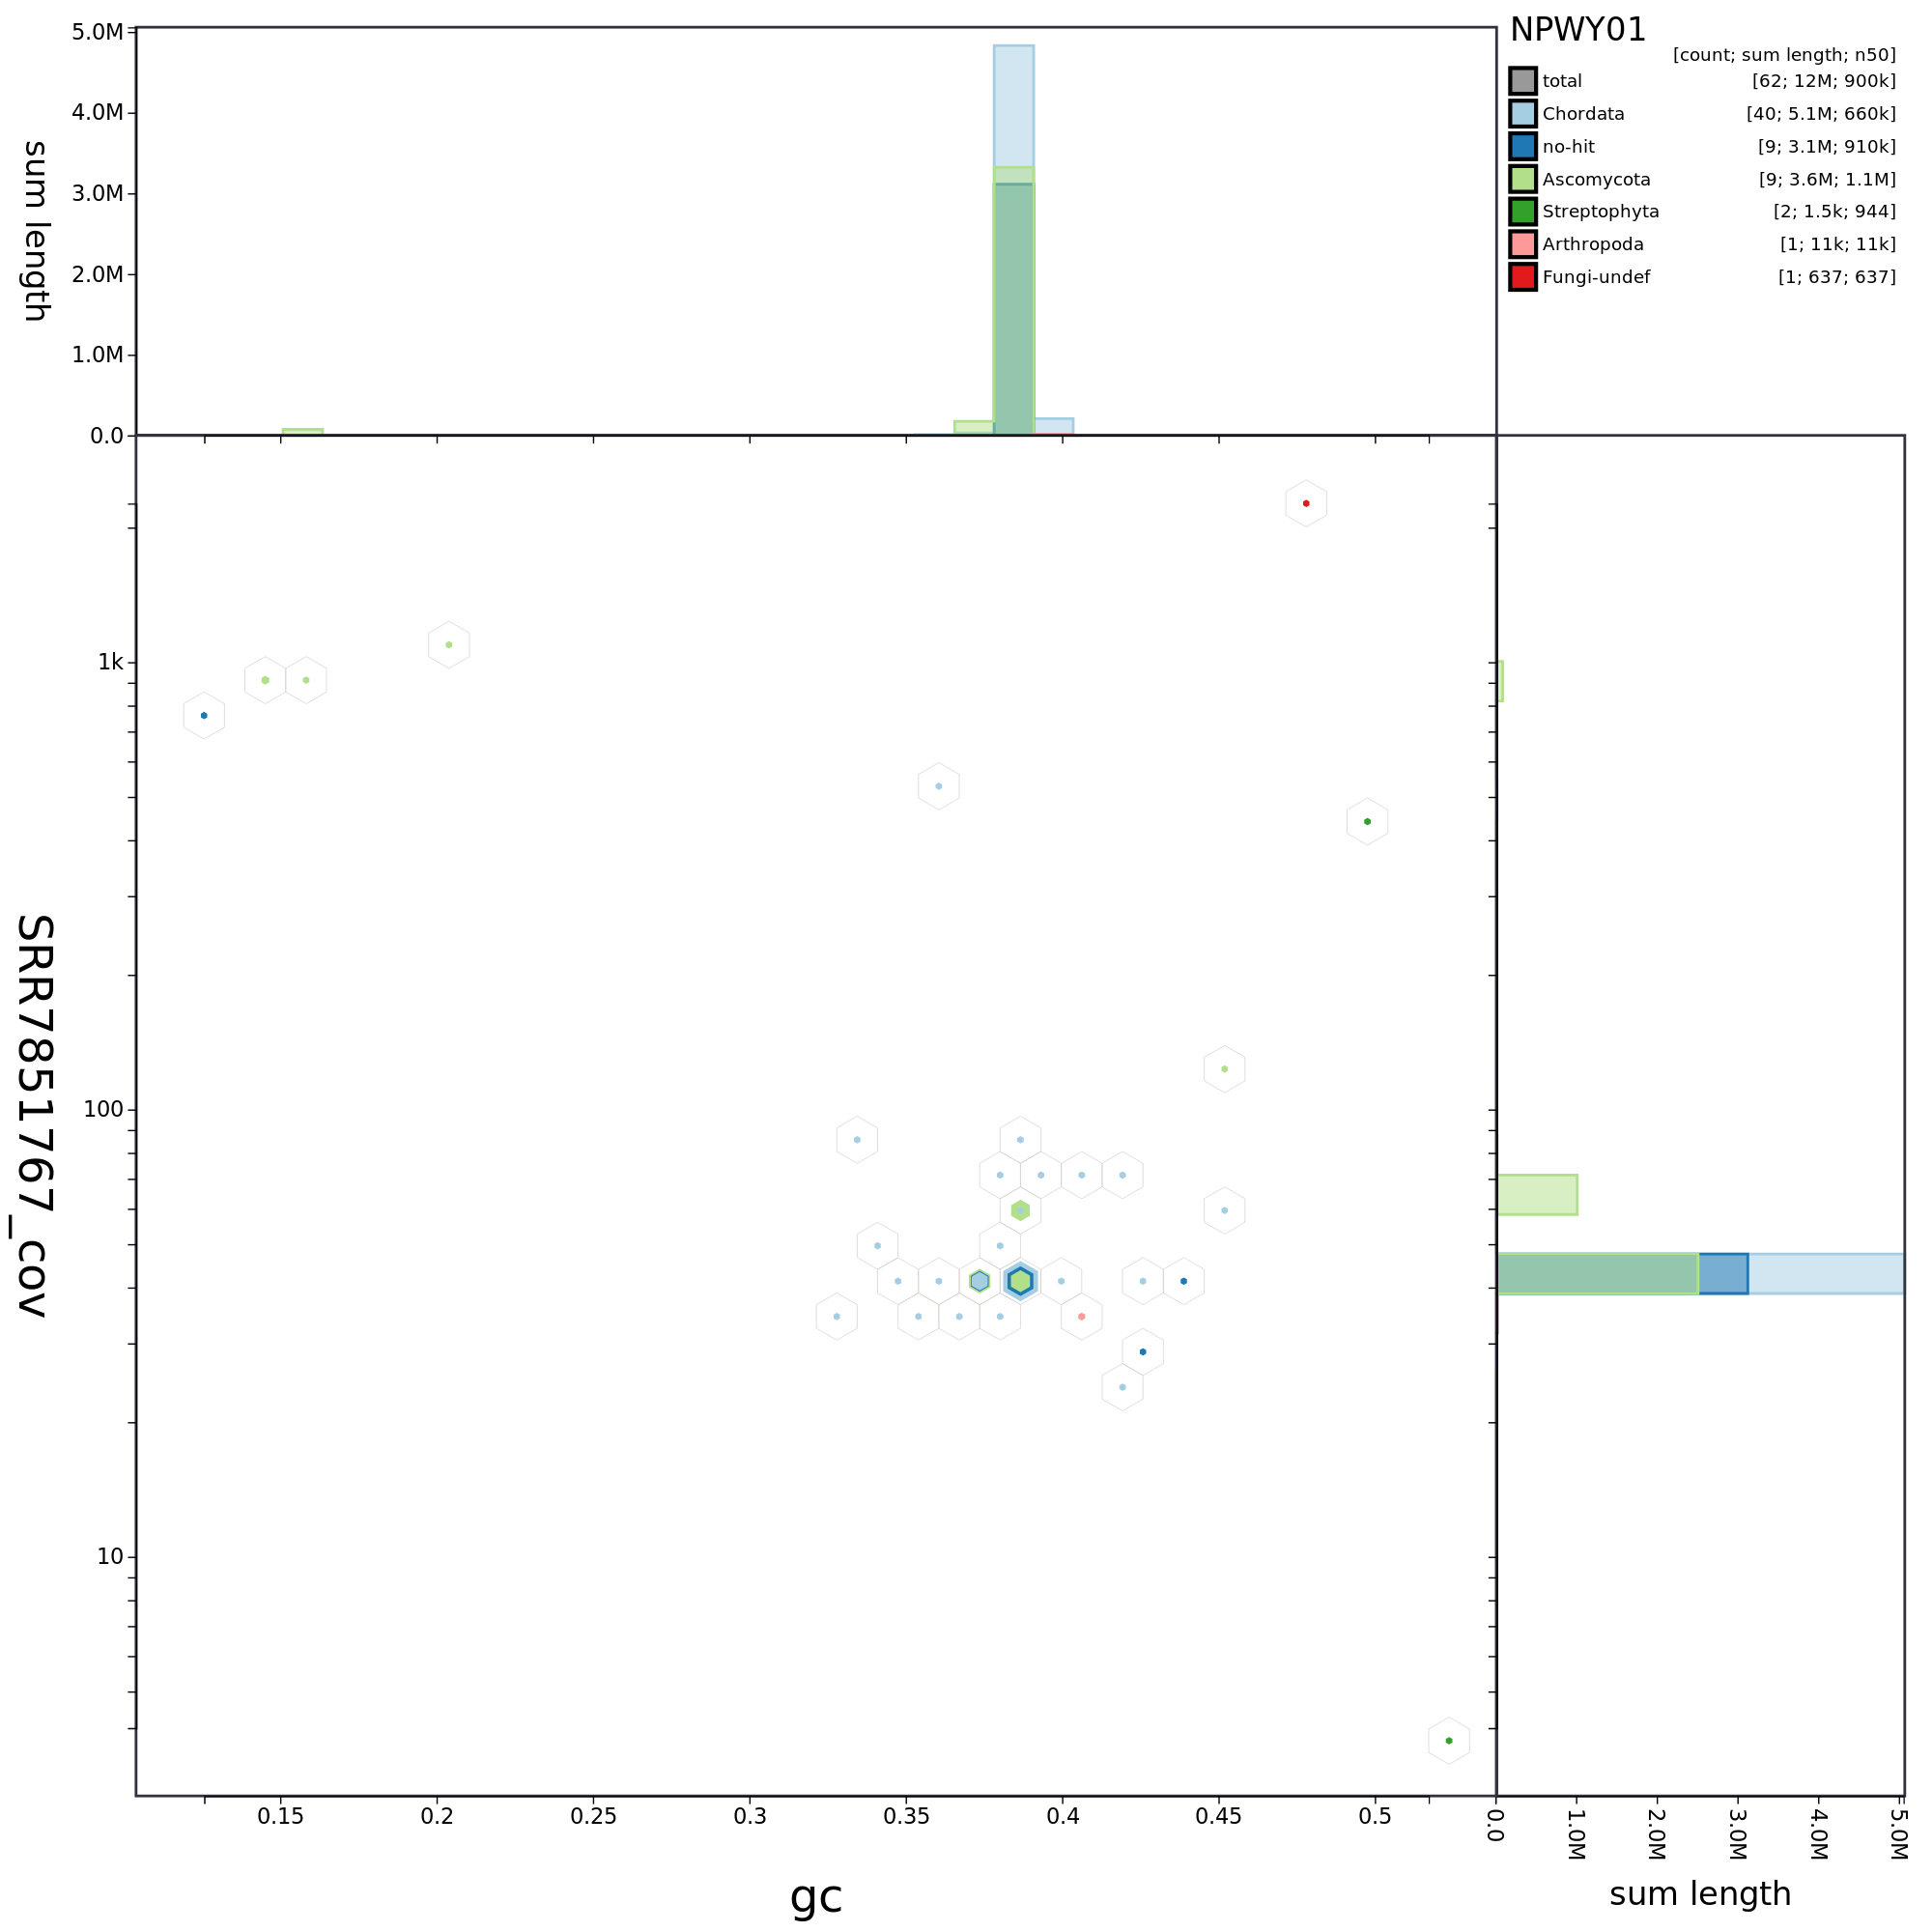 NPWY01
[count; sum length; n50]
total [62; 12M; 900k]
Chordata [40; 5.1M; 660k]
no-hit [9; 3.1M; 910k]
Ascomycota [9; 3.6M; 1.1M]
Streptophyta [2; 1.5k; 944]
Arthropoda [1; 11k; 11k]
Fungi-undef [1; 637; 637]
sum length
5.0M
4.0M
3.0M
2.0M
1.0M
0.0
SRR7851767_cov
1k
100
10
0.15 0.2 0.25 0.3 0.35 0.4 0.45 0.5
gc
0.0 1.0M 2.0M 3.0M 4.0M 5.0M
sum length